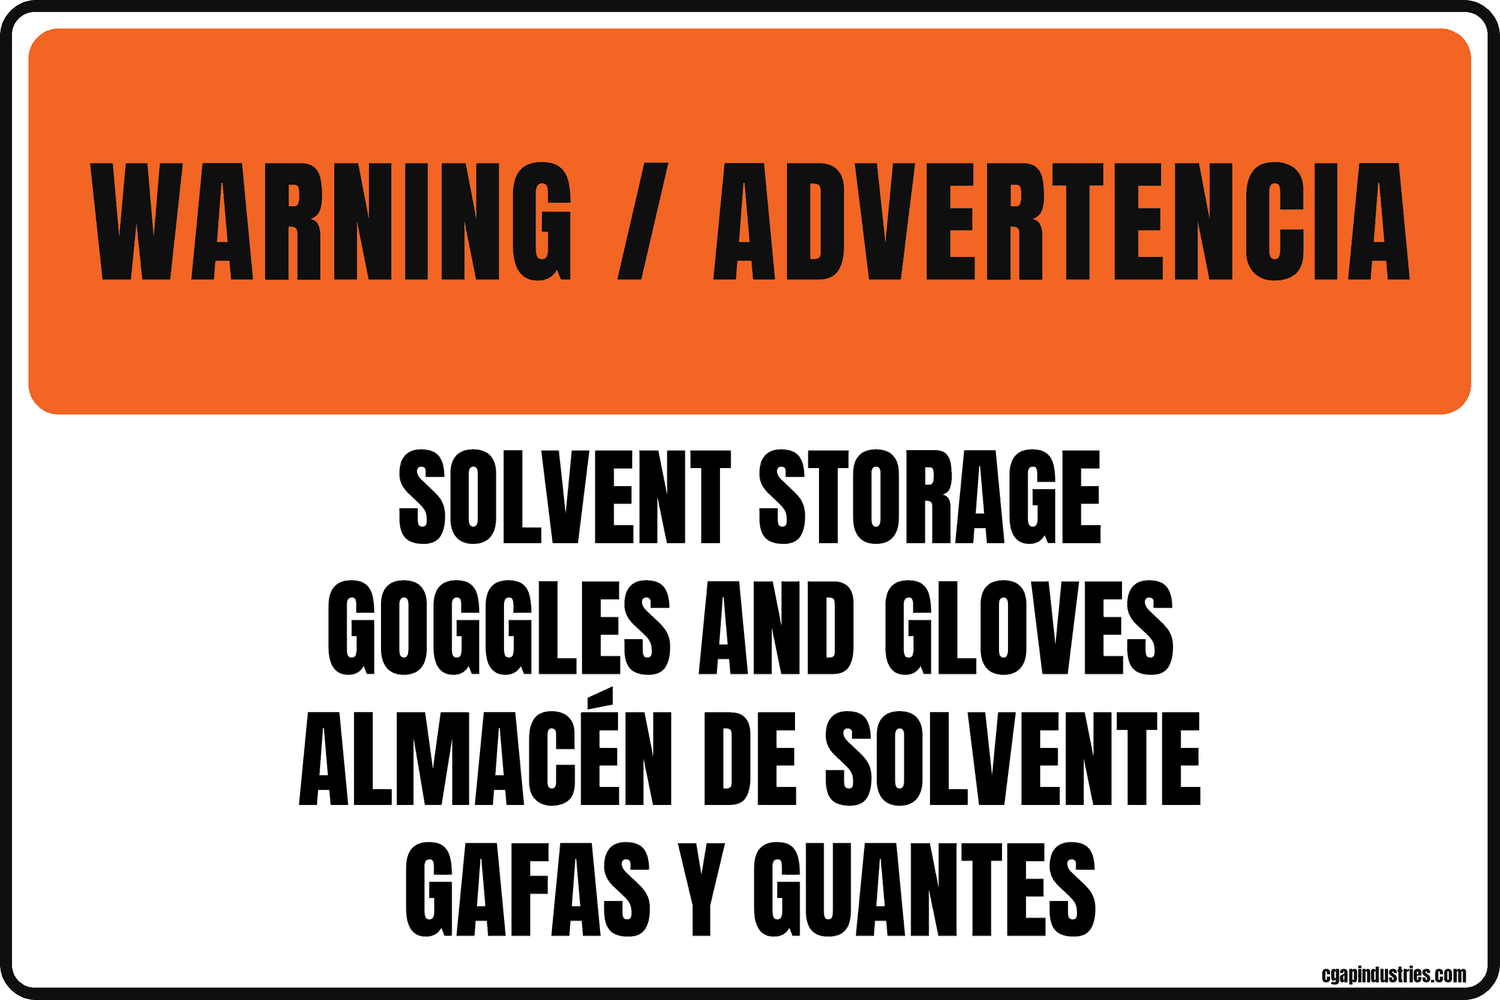 WARNING / ADVERTENCIA
SOLVENT STORAGE
GOGGLES AND GLOVES
ALMACÉN DE SOLVENTE
GAFAS Y GUANTES
cgapindustries.com